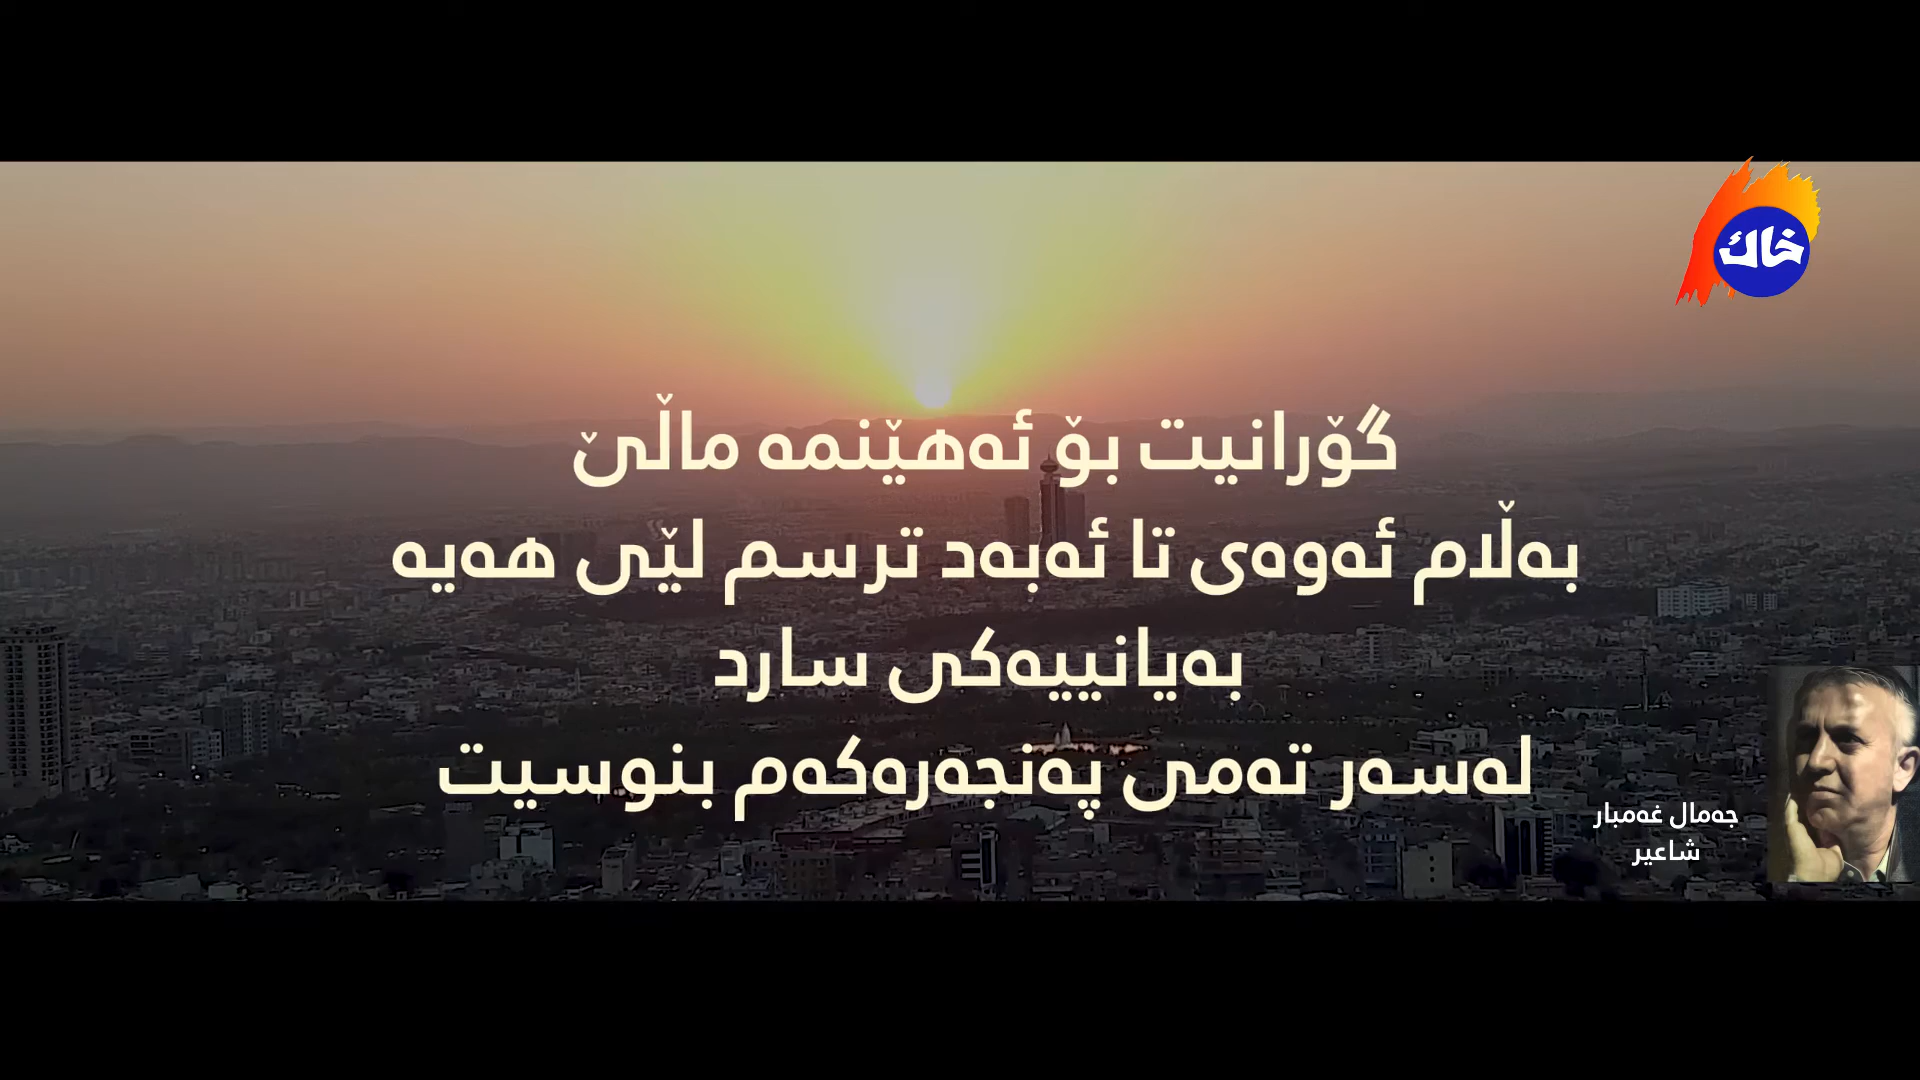 خاك
گۆرانیت بۆ ئەهێنمە ماڵێ
بەڵام ئەوەی تا ئەبەد ترسم لێی هەیە
بەیانییەکی سارد
لەسەر تەمی پەنجەرەکەم بنوسیت
جەمال غەمبار
شاعیر